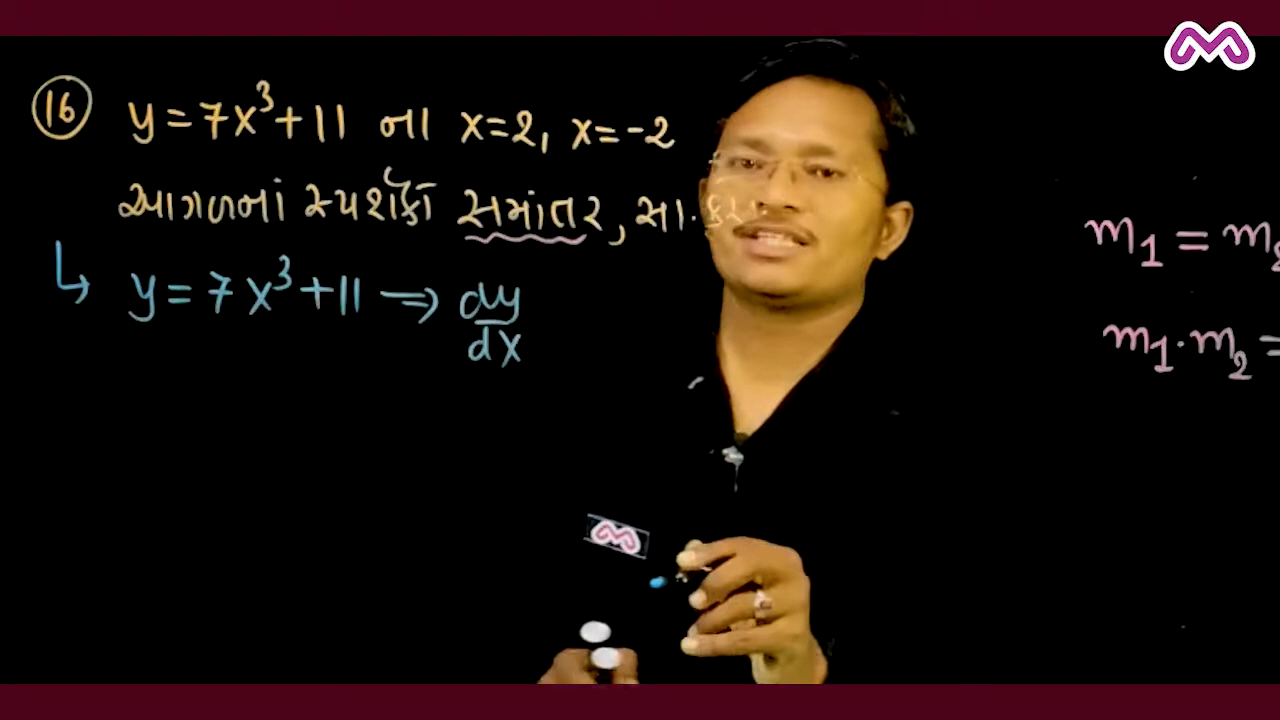 16 y = 7x³ + 11 ના x = 2, x = -2
આગળનાં સ્પર્શકો સમાંતર, સા.
↳ y = 7x³ + 11 ⟹ dy/dx
m₁ = m
m₁·m₂ =